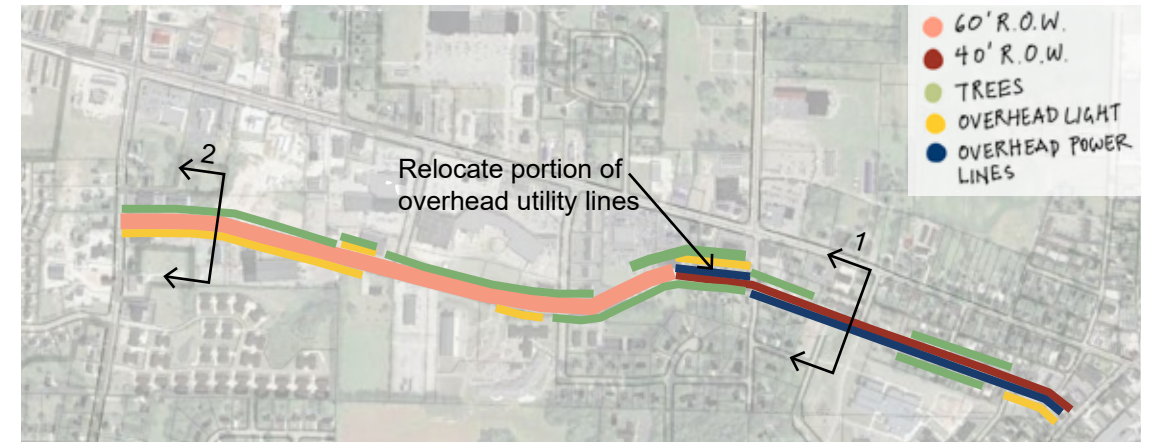 60' R.O.W.
40' R.O.W.
TREES
OVERHEAD LIGHT
OVERHEAD POWER
LINES
2
Relocate portion of
overhead utility lines
1